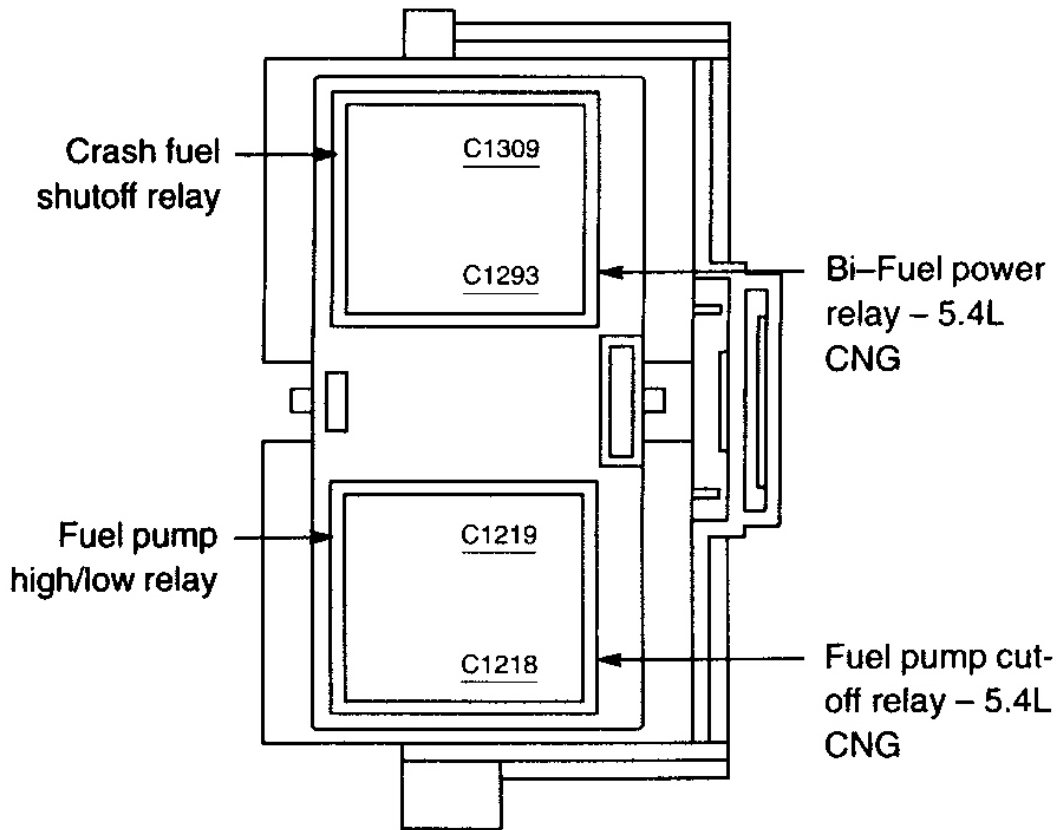 Crash fuel
shutoff relay
C1309
C1293
Bi–Fuel power
relay – 5.4L
CNG
Fuel pump
high/low relay
C1219
C1218
Fuel pump cut-
off relay – 5.4L
CNG